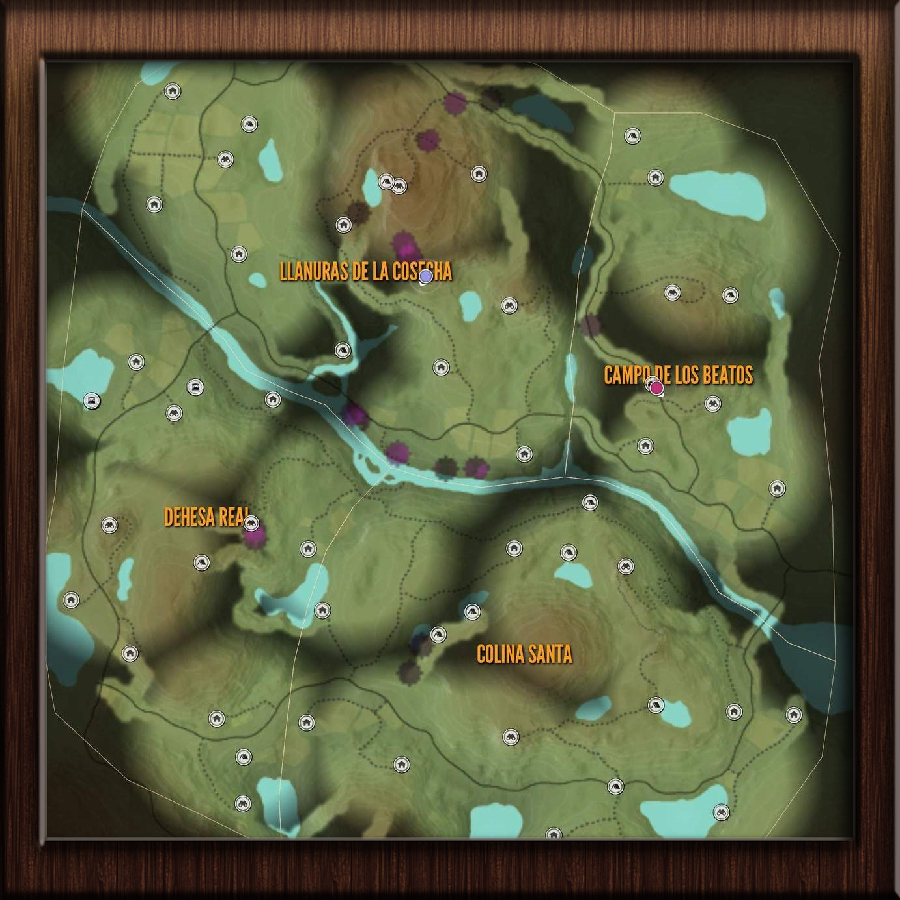 LLANURAS DE LA COSECHA
CAMPO DE LOS BEATOS
DEHESA REAL
COLINA SANTA